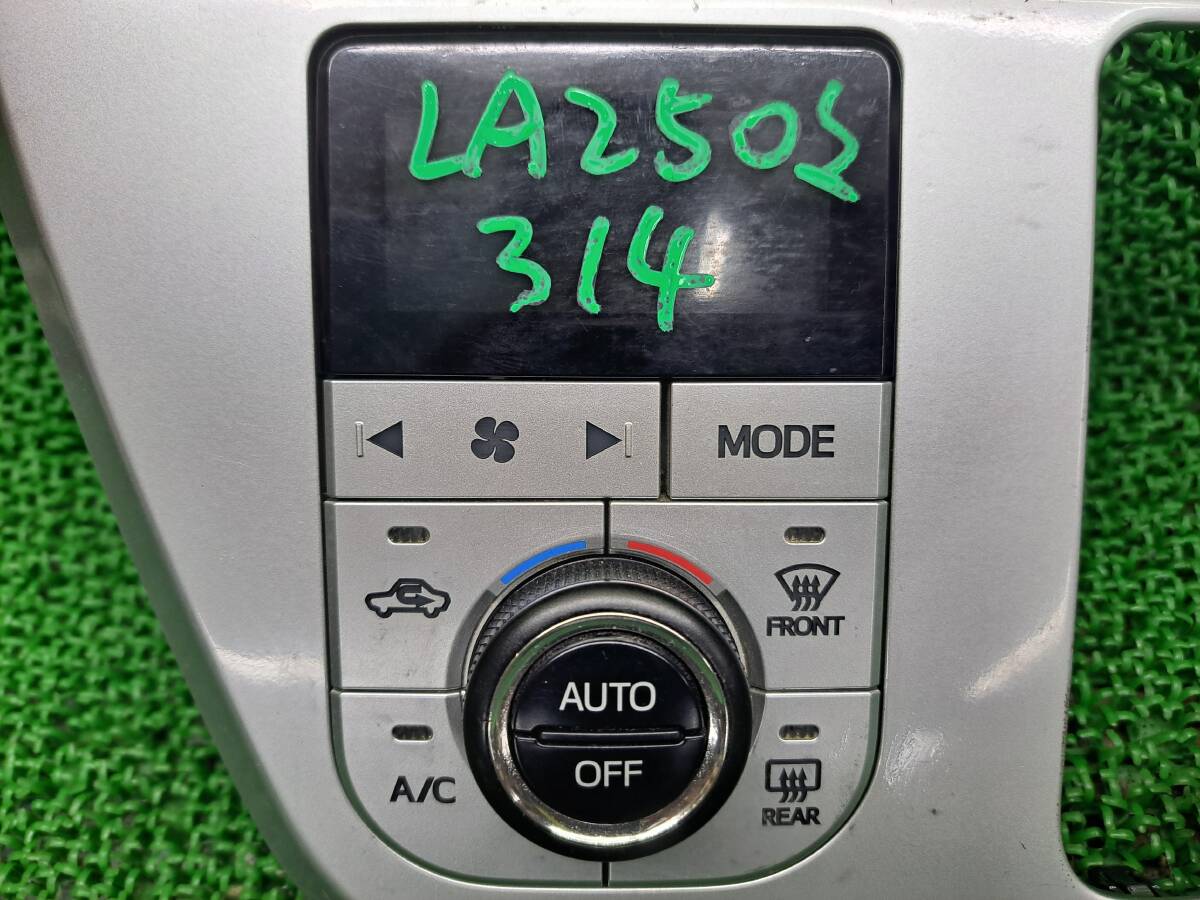 LA250S
314
MODE
FRONT
AUTO
OFF
A/C
REAR